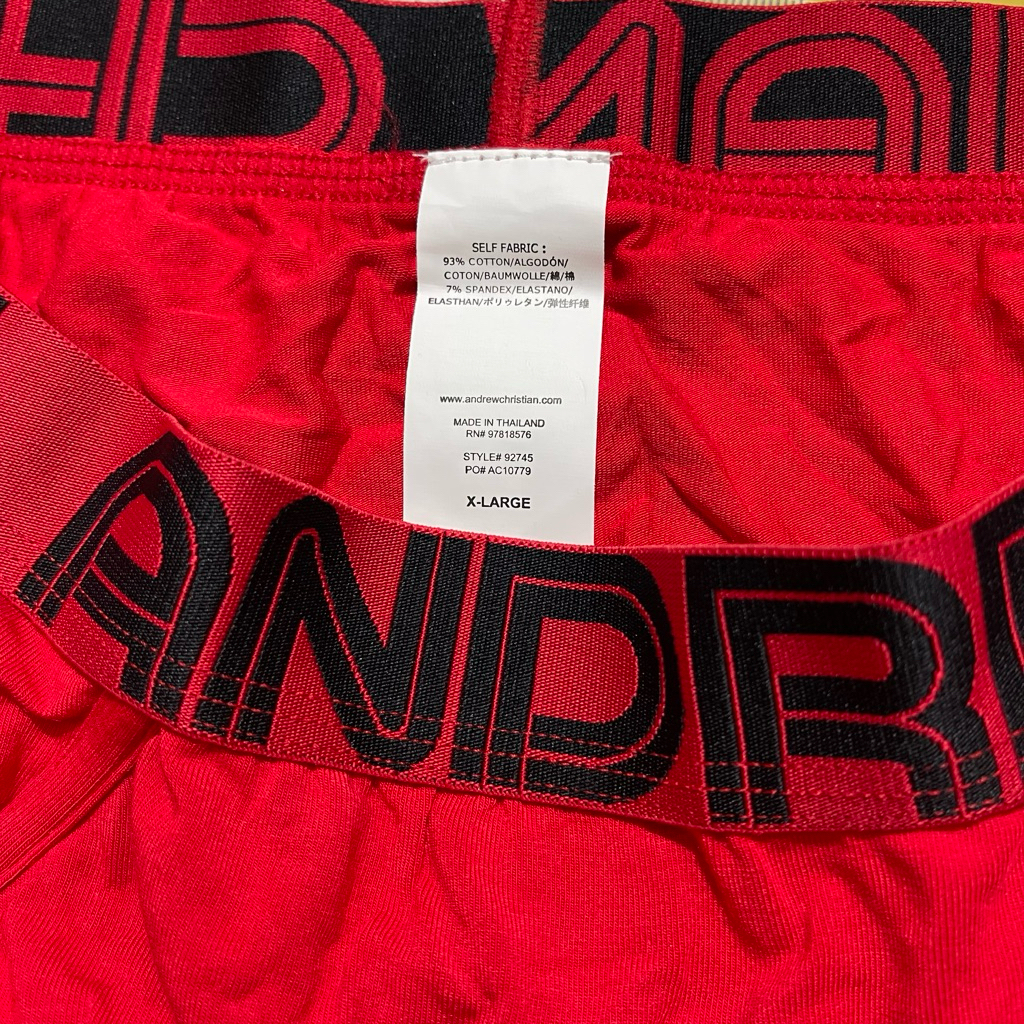 SELF FABRIC :
93% COTTON/ALGODÓN/
COTON/BAUMWOLLE/綿/棉
7% SPANDEX/ELASTANO/
ELASTHAN/ポリゥレタン/弹性纤维
www.andrewchristian.com
MADE IN THAILAND
RN# 97818576
STYLE# 92745
PO# AC10779
X-LARGE
ANDR